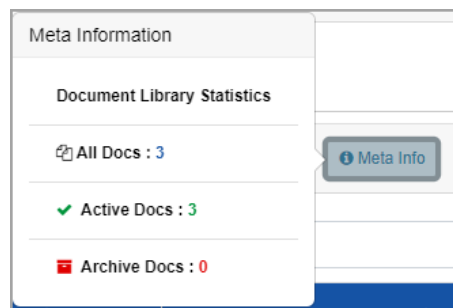 Meta Information
Document Library Statistics
All Docs : 3
Meta Info
Active Docs : 3
Archive Docs : 0